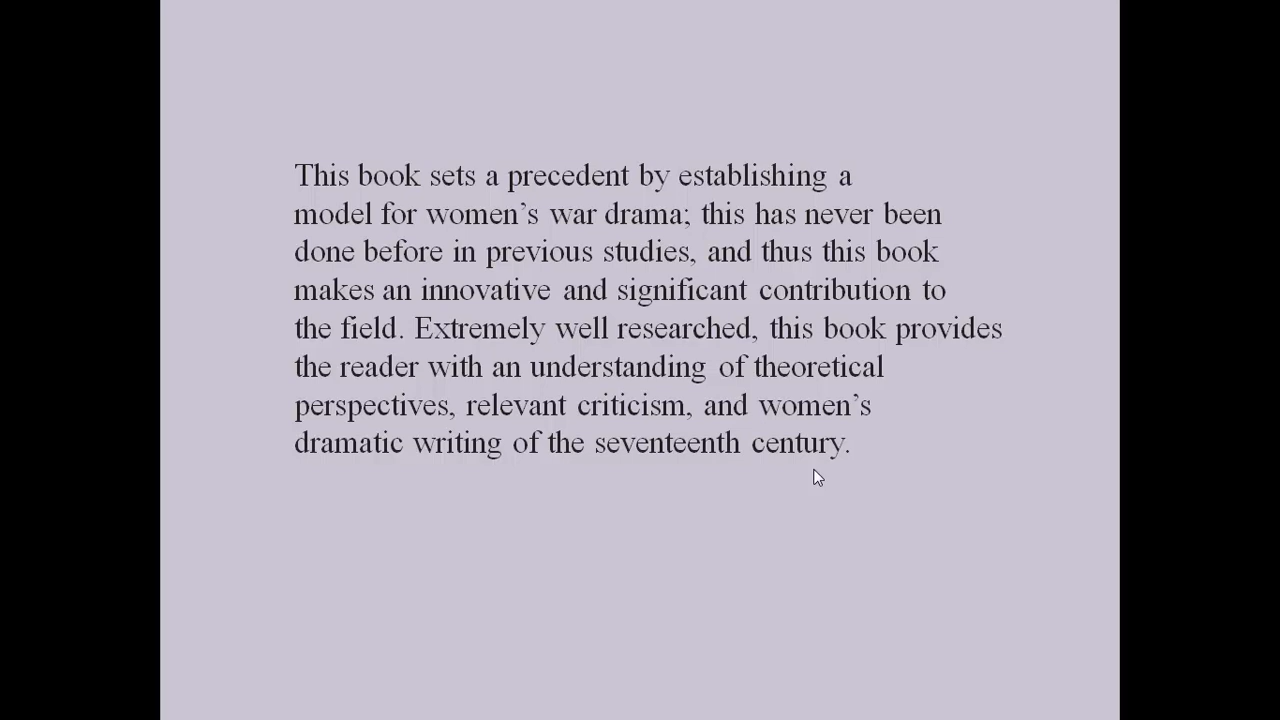 This book sets a precedent by establishing a
model for women’s war drama; this has never been
done before in previous studies, and thus this book
makes an innovative and significant contribution to
the field. Extremely well researched, this book provides
the reader with an understanding of theoretical
perspectives, relevant criticism, and women’s
dramatic writing of the seventeenth century.